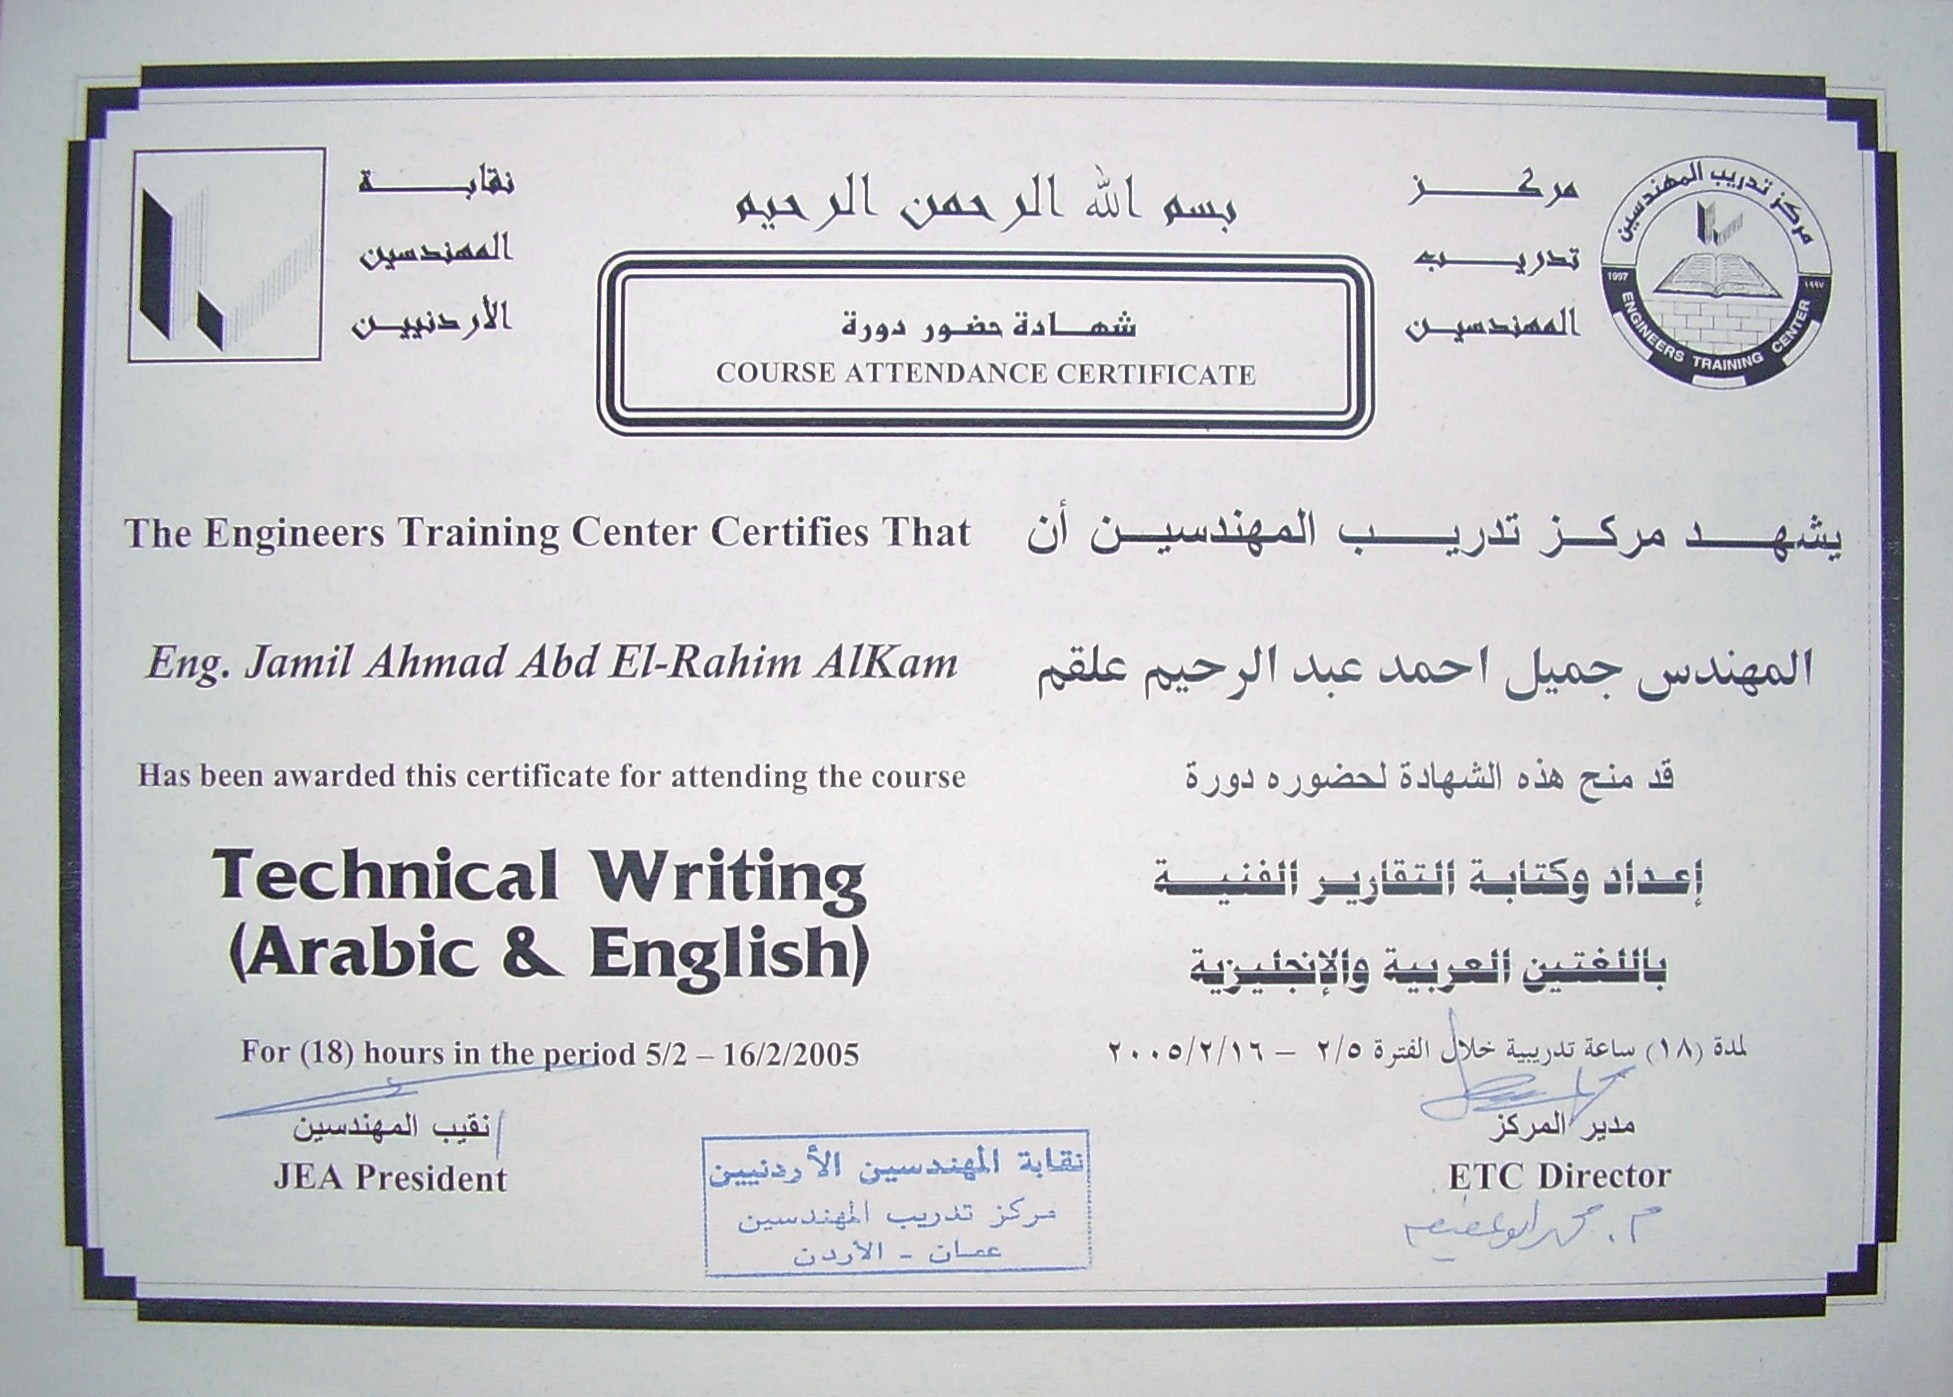 نقابة
المهندسين
الأردنيين
بسم الله الرحمن الرحيم
مركز
تدريب
المهندسين
مركز تدريب المهندسين
1997
١٩٩٧
ENGINEERS TRAINING CENTER
شهادة حضور دورة
COURSE ATTENDANCE CERTIFICATE
The Engineers Training Center Certifies That
يشهد مركز تدريب المهندسين أن
Eng. Jamil Ahmad Abd El-Rahim AlKam
المهندس جميل احمد عبد الرحيم علقم
Has been awarded this certificate for attending the course
قد منح هذه الشهادة لحضوره دورة
Technical Writing
(Arabic & English)
إعداد وكتابة التقارير الفنية
باللغتين العربية والإنجليزية
For (18) hours in the period 5/2 – 16/2/2005
لمدة (١٨) ساعة تدريبية خلال الفترة ٢/٥ – ٢٠٠٥/٢/١٦
نقيب المهندسين
JEA President
مدير المركز
ETC Director
نقابة المهندسين الأردنيين
مركز تدريب المهندسين
عمان - الأردن